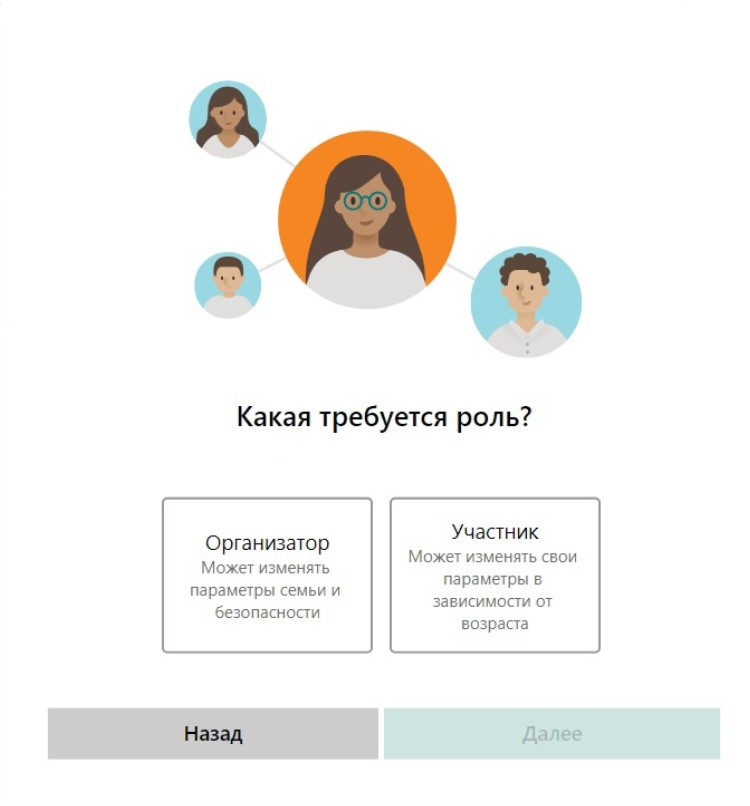 Какая требуется роль?
Организатор
Может изменять
параметры семьи и
безопасности
Участник
Может изменять свои
параметры в
зависимости от
возраста
Назад
Далее